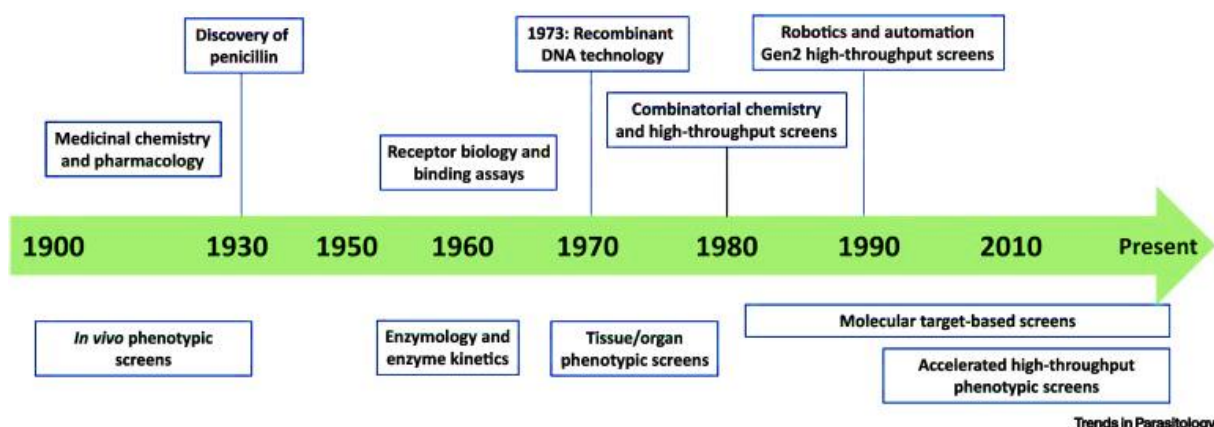 Discovery of
penicillin
1973: Recombinant
DNA technology
Robotics and automation
Gen2 high-throughput screens
Medicinal chemistry
and pharmacology
Receptor biology and
binding assays
Combinatorial chemistry
and high-throughput screens
1900
1930
1950
1960
1970
1980
1990
2010
Present
In vivo phenotypic
screens
Enzymology and
enzyme kinetics
Tissue/organ
phenotypic screens
Molecular target-based screens
Accelerated high-throughput
phenotypic screens
Trends in Parasitology